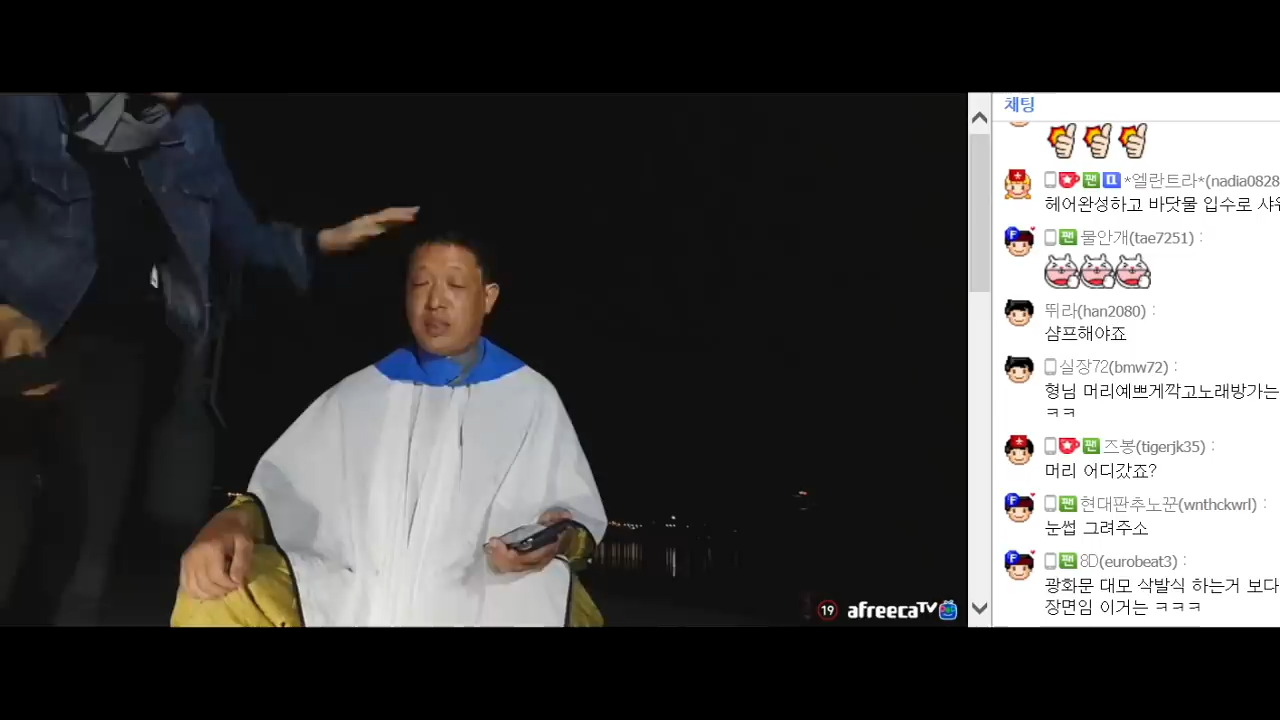 채팅
*엘란트라*(nadia0828
헤어완성하고 바닷물 입수로 샤워
팬 물안개(tae7251) :
뛰라(han2080) :
샴프해야죠
실장72(bmw72) :
형님 머리예쁘게깍고노래방가는
ㅋㅋ
팬 즈봉(tigerjk35) :
머리 어디갔죠?
팬 현대판추노꾼(wnthckwrl) :
눈썹 그려주소
팬 8D(eurobeat3) :
광화문 대모 삭발식 하는거 보다
장면임 이거는 ㅋㅋㅋ
19 afreecaTV